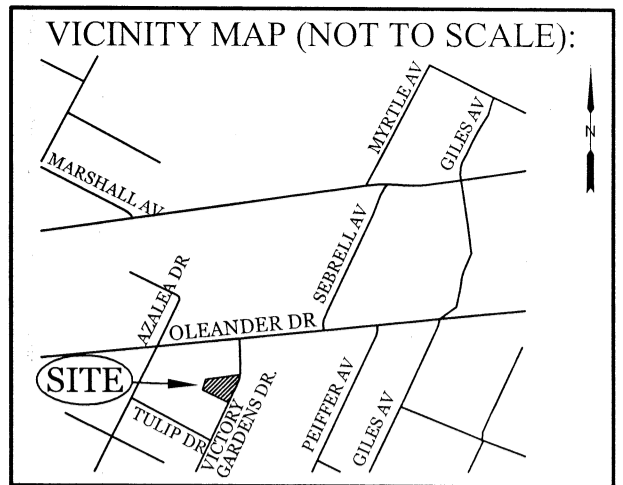 VICINITY MAP (NOT TO SCALE):
MYRTLE AV
GILES AV
N
MARSHALL AV
SEBRELL AV
AZALEA DR
OLEANDER DR
SITE
TULIP DR
VICTORY
GARDENS DR.
PEIFFER AV
GILES AV